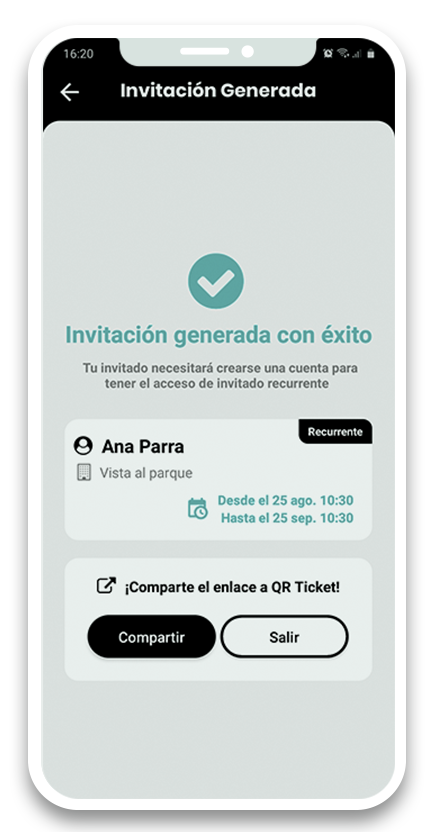 16:20
Invitación Generada
Invitación generada con éxito
Tu invitado necesitará crearse una cuenta para
tener el acceso de invitado recurrente
Recurrente
Ana Parra
Vista al parque
Desde el 25 ago. 10:30
Hasta el 25 sep. 10:30
¡Comparte el enlace a QR Ticket!
Compartir
Salir